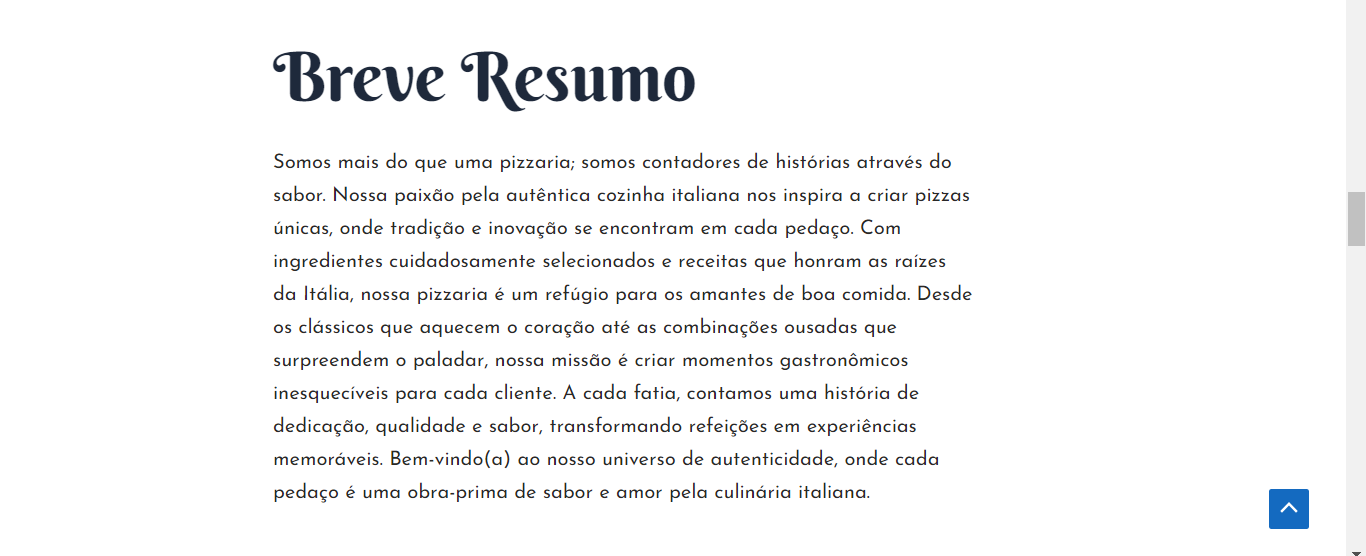 Breve Resumo
Somos mais do que uma pizzaria; somos contadores de histórias através do
sabor. Nossa paixão pela autêntica cozinha italiana nos inspira a criar pizzas
únicas, onde tradição e inovação se encontram em cada pedaço. Com
ingredientes cuidadosamente selecionados e receitas que honram as raízes
da Itália, nossa pizzaria é um refúgio para os amantes de boa comida. Desde
os clássicos que aquecem o coração até as combinações ousadas que
surpreendem o paladar, nossa missão é criar momentos gastronômicos
inesquecíveis para cada cliente. A cada fatia, contamos uma história de
dedicação, qualidade e sabor, transformando refeições em experiências
memoráveis. Bem-vindo(a) ao nosso universo de autenticidade, onde cada
pedaço é uma obra-prima de sabor e amor pela culinária italiana.